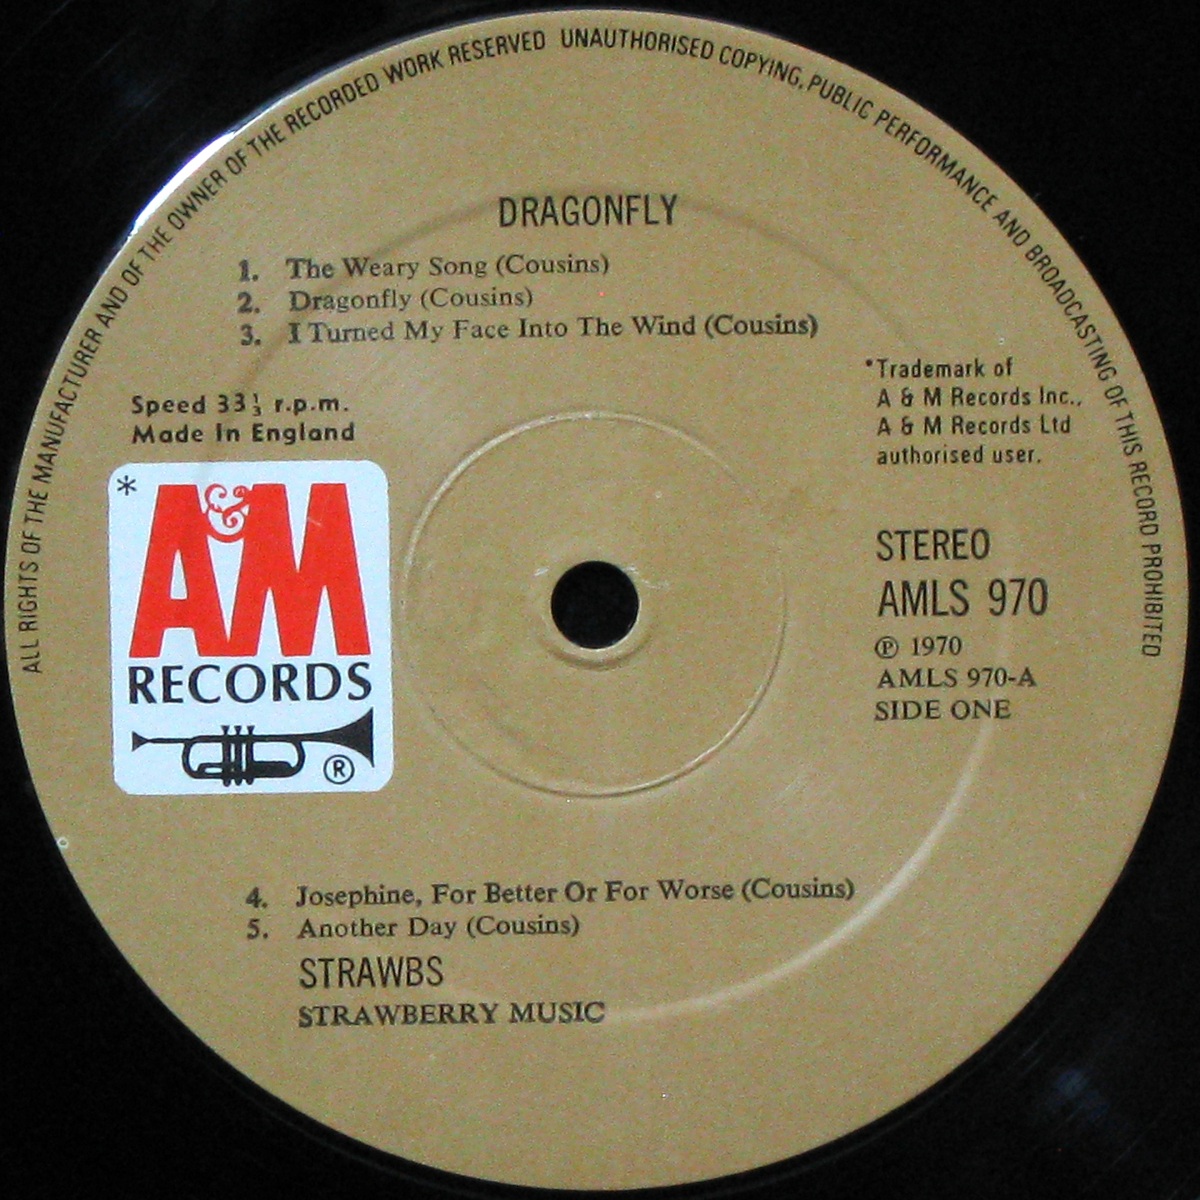 ALL RIGHTS OF THE MANUFACTURER AND OF THE OWNER OF THE RECORDED WORK RESERVED UNAUTHORISED COPYING, PUBLIC PERFORMANCE AND BROADCASTING OF THIS RECORD PROHIBITED
DRAGONFLY
1. The Weary Song (Cousins)
2. Dragonfly (Cousins)
3. I Turned My Face Into The Wind (Cousins)
Speed 33⅓ r.p.m.
Made In England
*Trademark of
A & M Records Inc.,
A & M Records Ltd
authorised user.
*
A&M
RECORDS
®
STEREO
AMLS 970
℗ 1970
AMLS 970-A
SIDE ONE
4. Josephine, For Better Or For Worse (Cousins)
5. Another Day (Cousins)
STRAWBS
STRAWBERRY MUSIC